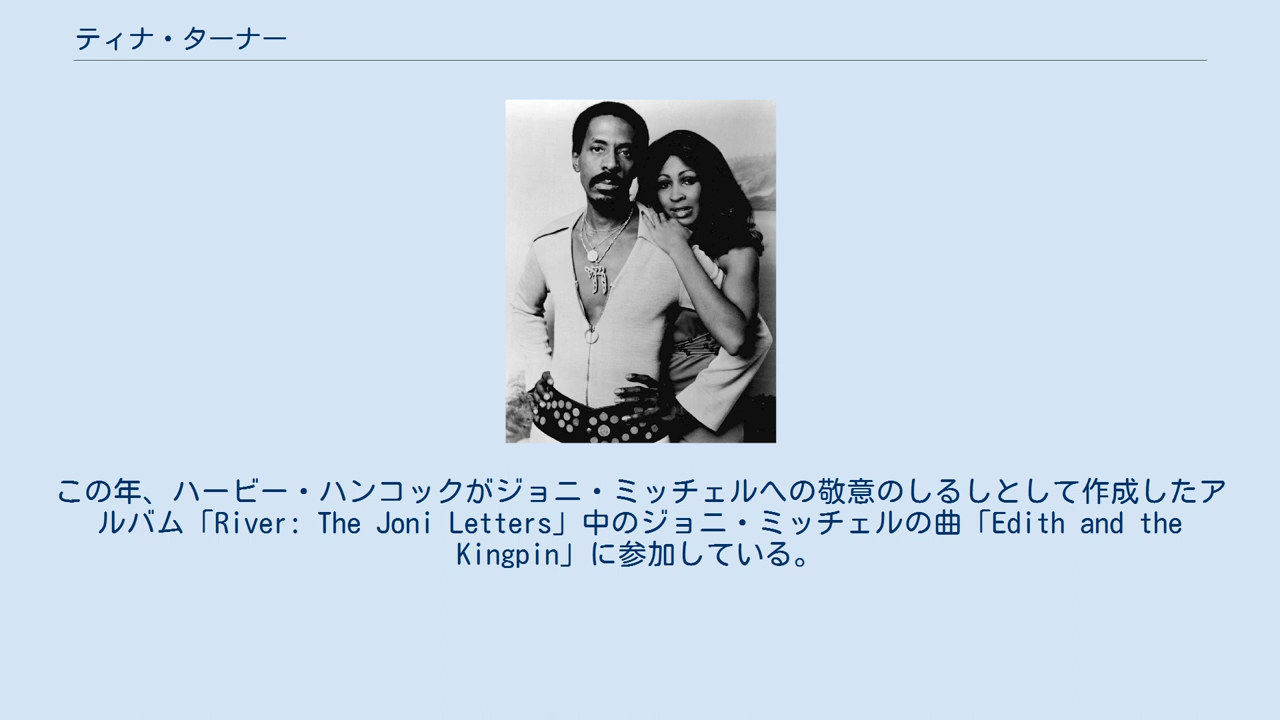 ティナ・ターナー
この年、ハービー・ハンコックがジョニ・ミッチェルへの敬意のしるしとして作成したア
ルバム「River: The Joni Letters」中のジョニ・ミッチェルの曲「Edith and the
Kingpin」に参加している。